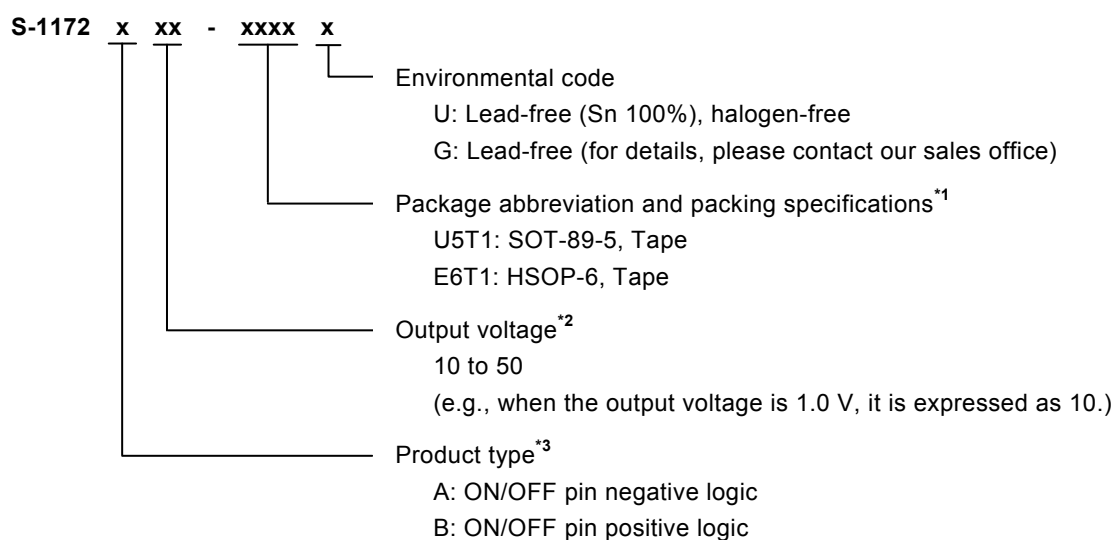 S-1172 x xx - xxxx x
Environmental code
U: Lead-free (Sn 100%), halogen-free
G: Lead-free (for details, please contact our sales office)
Package abbreviation and packing specifications*1
U5T1: SOT-89-5, Tape
E6T1: HSOP-6, Tape
Output voltage*2
10 to 50
(e.g., when the output voltage is 1.0 V, it is expressed as 10.)
Product type*3
A: ON/OFF pin negative logic
B: ON/OFF pin positive logic